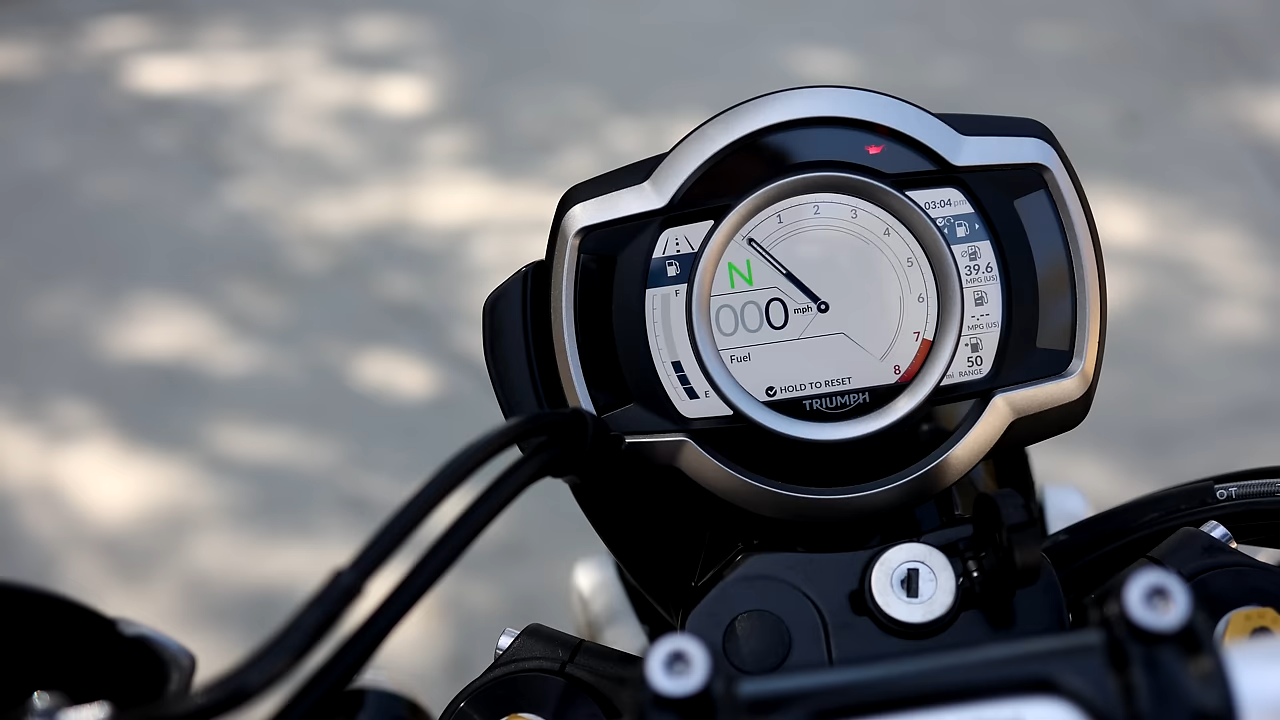 03:04 pm
1 2 3 4 5 6 7 8
N
000 mph
F
E
Fuel
HOLD TO RESET
TRIUMPH
39.6
MPG (US)
-.--
MPG (US)
50
mi RANGE
OT